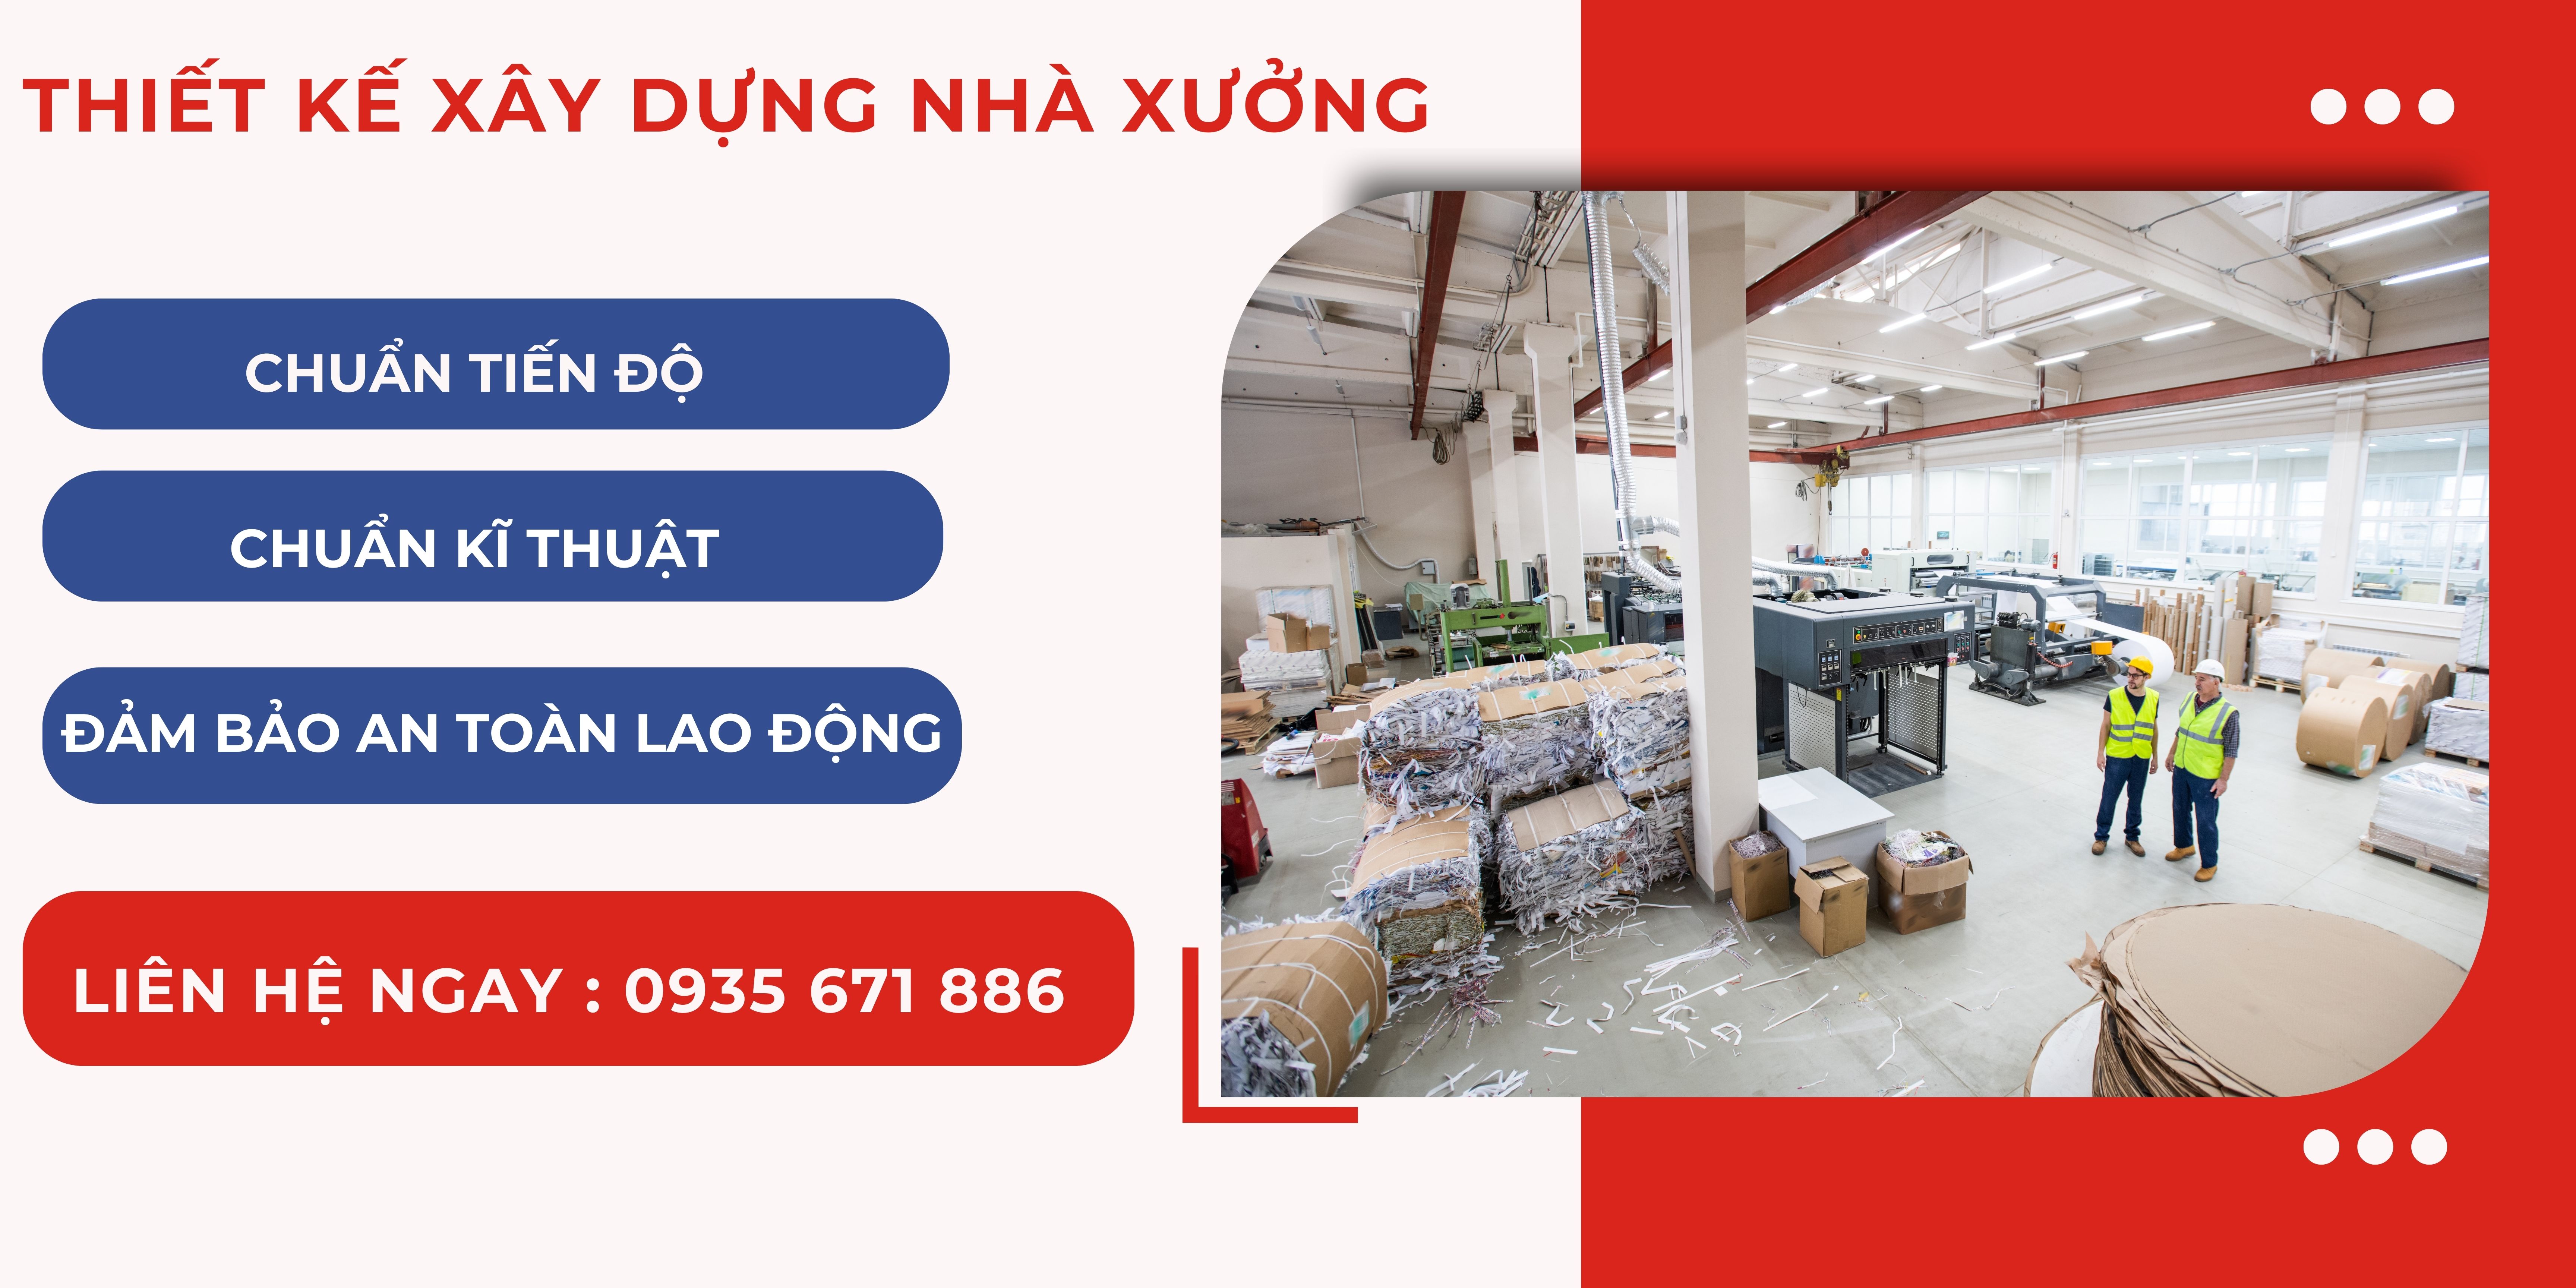 THIẾT KẾ XÂY DỰNG NHÀ XƯỞNG
CHUẨN TIẾN ĐỘ
CHUẨN KĨ THUẬT
ĐẢM BẢO AN TOÀN LAO ĐỘNG
LIÊN HỆ NGAY : 0935 671 886